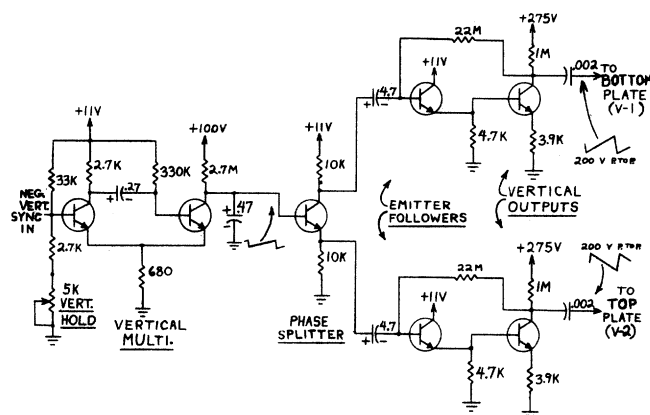 +11V
33K
2.7K
.27
+ -
NEG.
VERT.
SYNC
IN
2.7K
5K
VERT.
HOLD
680
VERTICAL
MULTI.
330K
+100V
2.7M
.47
+
-
+11V
10K
10K
PHASE
SPLITTER
4.7
+ -
22M
+11V
4.7K
+275V
1M
3.9K
.002
TO
BOTTOM
PLATE
(V-1)
200 V PTOP
EMITTER
FOLLOWERS
VERTICAL
OUTPUTS
4.7
+ -
22M
+11V
4.7K
+275V
1M
3.9K
200 V PTOP
.002
TO
TOP
PLATE
(V-2)